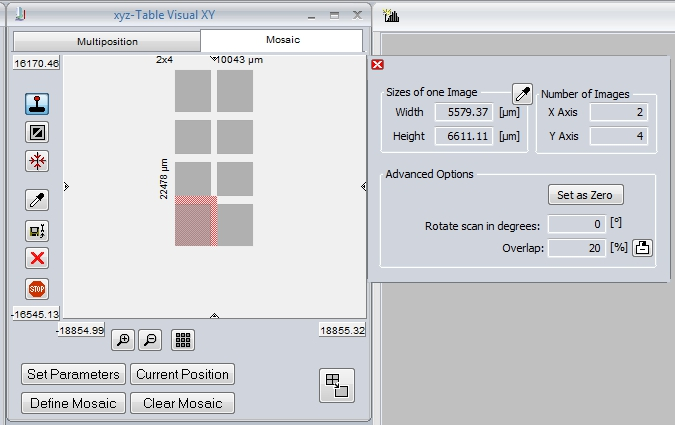 xyz-Table Visual XY
Multiposition
Mosaic
16170.46
2x4
10043 µm
22478 µm
-16545.13
-18854.99
18855.32
Set Parameters
Current Position
Define Mosaic
Clear Mosaic
Sizes of one Image
Width 5579.37 [µm]
Height 6611.11 [µm]
Number of Images
X Axis 2
Y Axis 4
Advanced Options
Set as Zero
Rotate scan in degrees: 0 [°]
Overlap: 20 [%]
STOP